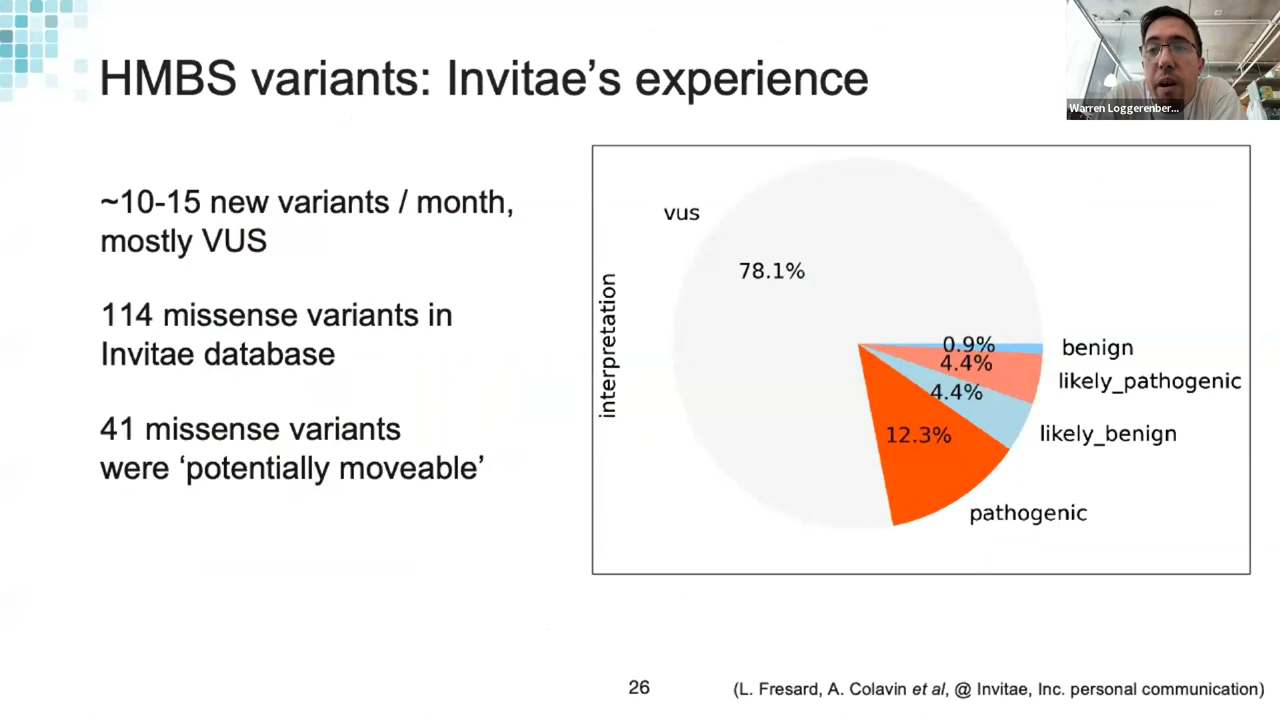 HMBS variants: Invitae’s experience
Warren Loggerenber...
~10-15 new variants / month,
mostly VUS
114 missense variants in
Invitae database
41 missense variants
were ‘potentially moveable’
interpretation
vus
78.1%
0.9%
benign
4.4%
likely_pathogenic
4.4%
likely_benign
12.3%
pathogenic
26
(L. Fresard, A. Colavin et al, @ Invitae, Inc. personal communication)